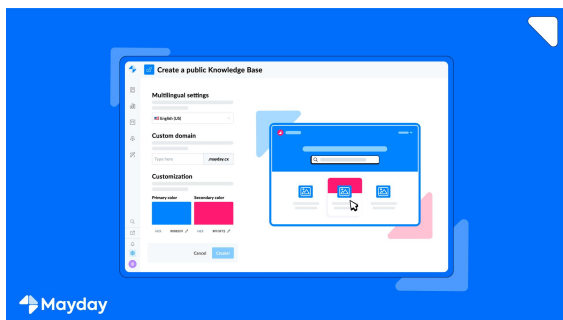 Create a public Knowledge Base
Multilingual settings
English (US)
Custom domain
Type here
.mayday.cx
Customization
Primary color
Secondary color
HEX
HEX
Cancel
Create
Mayday